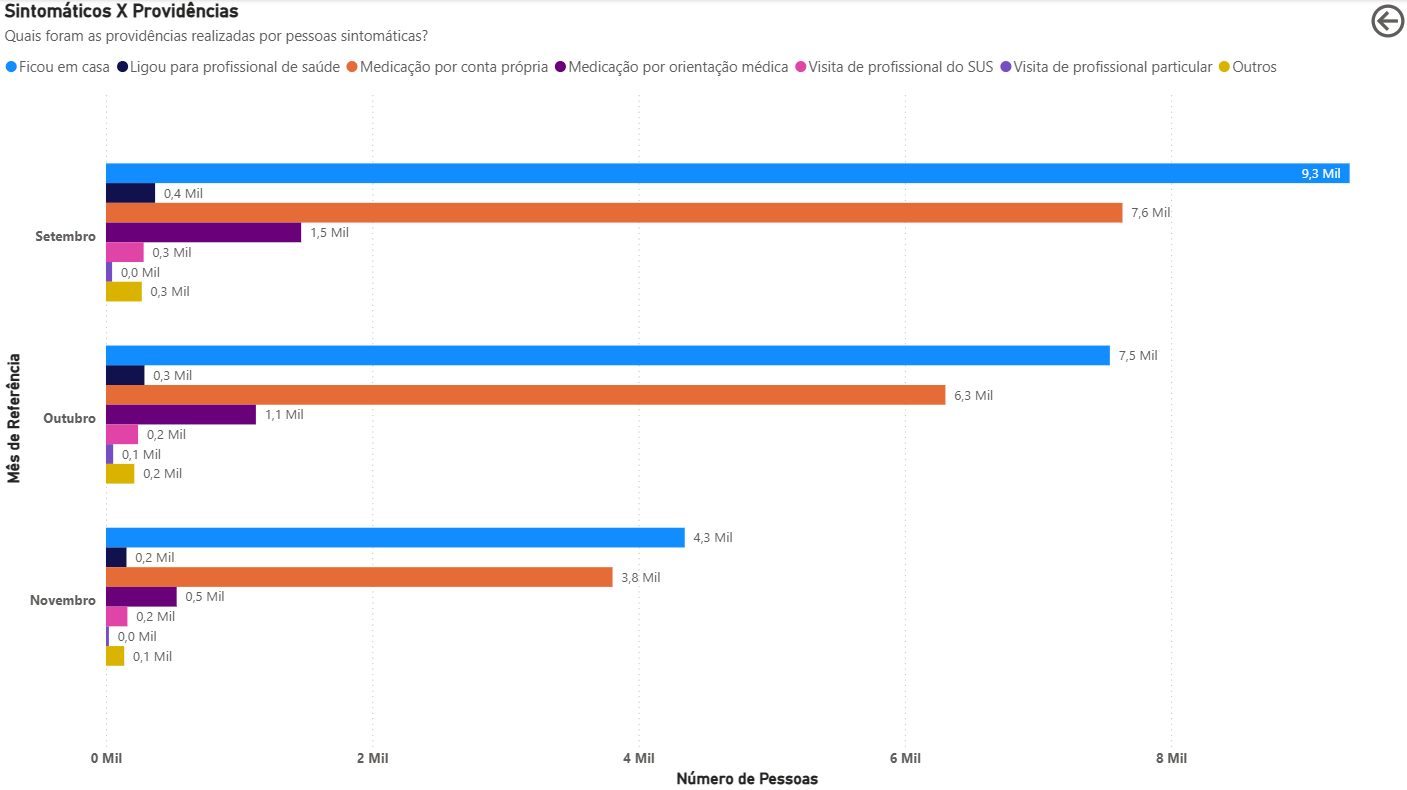 Sintomáticos X Providências
Quais foram as providências realizadas por pessoas sintomáticas?
Ficou em casa Ligou para profissional de saúde Medicação por conta própria Medicação por orientação médica Visita de profissional do SUS Visita de profissional particular Outros
Mês de Referência
Setembro
9,3 Mil
0,4 Mil
7,6 Mil
1,5 Mil
0,3 Mil
0,0 Mil
0,3 Mil
Outubro
7,5 Mil
0,3 Mil
6,3 Mil
1,1 Mil
0,2 Mil
0,1 Mil
0,2 Mil
Novembro
4,3 Mil
0,2 Mil
3,8 Mil
0,5 Mil
0,2 Mil
0,0 Mil
0,1 Mil
0 Mil 2 Mil 4 Mil 6 Mil 8 Mil
Número de Pessoas